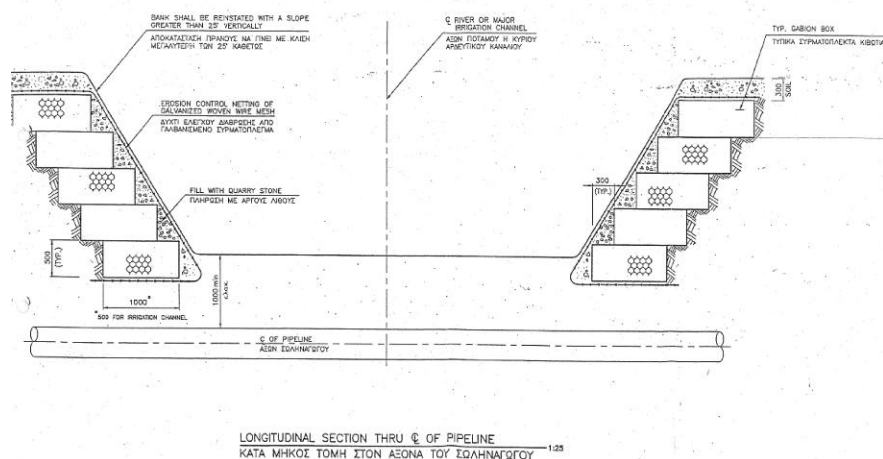 BANK SHALL BE REINSTATED WITH A SLOPE
GREATER THAN 25° VERTICALLY
ΑΠΟΚΑΤΑΣΤΑΣΗ ΠΡΑΝΟΥΣ ΝΑ ΓΙΝΕΙ ΜΕ ΚΛΙΣΗ
ΜΕΓΑΛΥΤΕΡΗ ΤΩΝ 25° ΚΑΘΕΤΩΣ
℄ RIVER OR MAJOR
IRRIGATION CHANNEL
ΑΞΩΝ ΠΟΤΑΜΟΥ Η ΚΥΡΙΟΥ
ΑΡΔΕΥΤΙΚΟΥ ΚΑΝΑΛΙΟΥ
TYP. GABION BOX
ΤΥΠΙΚΑ ΣΥΡΜΑΤΟΠΛΕΚΤΑ ΚΙΒΩΤΙΑ
300
SOIL
EROSION CONTROL NETTING OF
GALVANIZED WOVEN WIRE MESH
ΔΥΧΤΙ ΕΛΕΓΧΟΥ ΔΙΑΒΡΩΣΗΣ ΑΠΟ
ΓΑΛΒΑΝΙΣΜΕΝΟ ΣΥΡΜΑΤΟΠΛΕΓΜΑ
300
(TYP.)
FILL WITH QUARRY STONE
ΠΛΗΡΩΣΗ ΜΕ ΑΡΓΟΥΣ ΛΙΘΟΥΣ
500
(TYP.)
1000*
1000 min
ελαχ.
*500 FOR IRRIGATION CHANNEL
℄ OF PIPELINE
ΑΞΩΝ ΣΩΛΗΝΑΓΩΓΟΥ
LONGITUDINAL SECTION THRU ℄ OF PIPELINE
ΚΑΤΑ ΜΗΚΟΣ ΤΟΜΗ ΣΤΟΝ ΑΞΟΝΑ ΤΟΥ ΣΩΛΗΝΑΓΩΓΟΥ
1:25